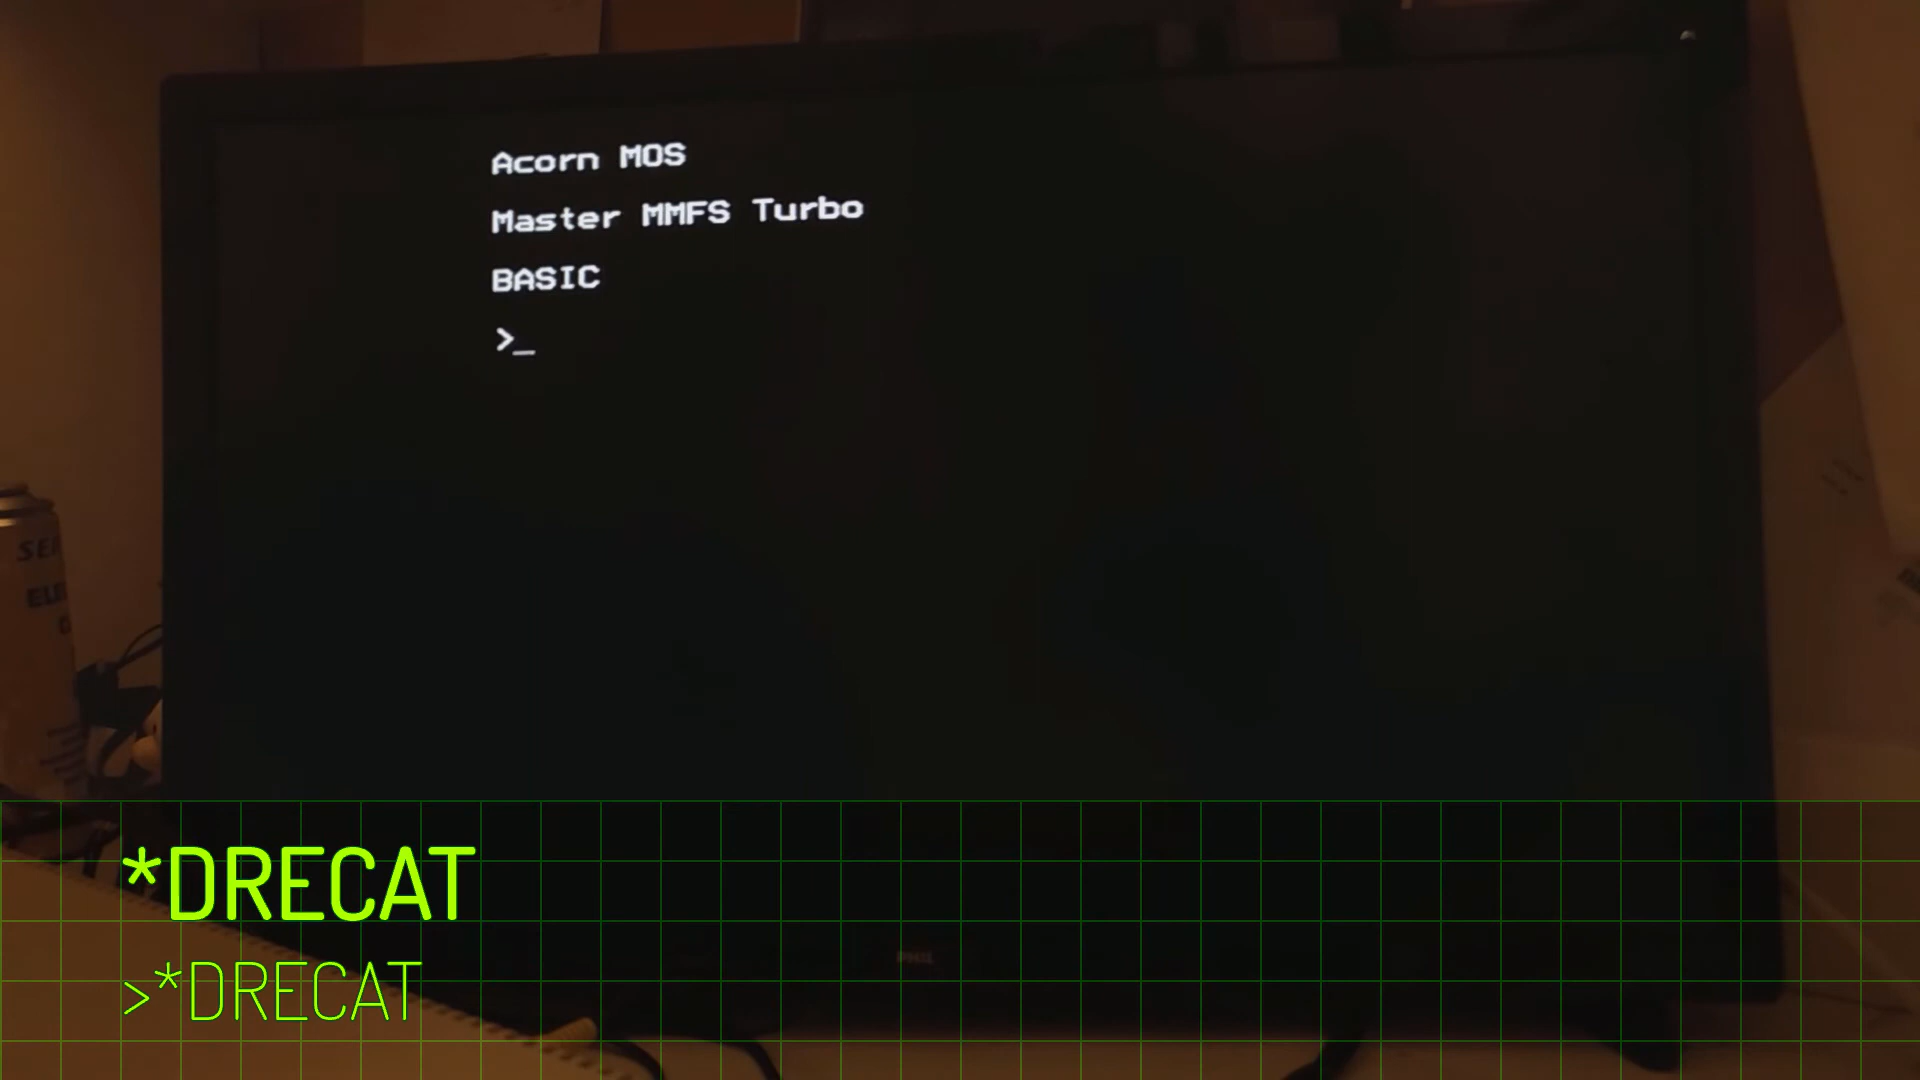 Acorn MOS
Master MMFS Turbo
BASIC
>_
*DRECAT
>*DRECAT